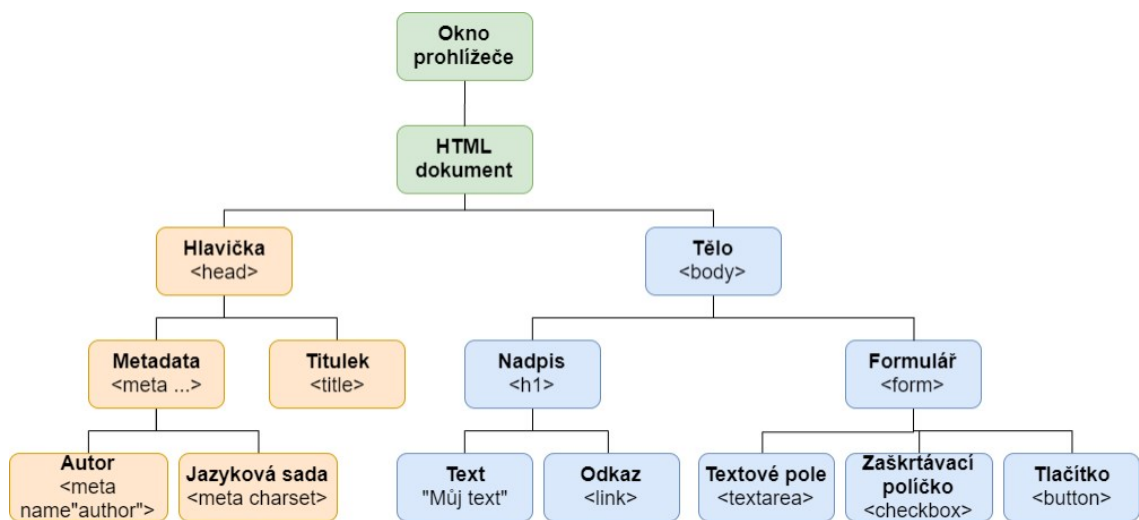 Okno
prohlížeče
HTML
dokument
Hlavička
<head>
Tělo
<body>
Metadata
<meta ...>
Titulek
<title>
Nadpis
<h1>
Formulář
<form>
Autor
<meta
name"author">
Jazyková sada
<meta charset>
Text
"Můj text"
Odkaz
<link>
Textové pole
<textarea>
Zaškrtávací
políčko
<checkbox>
Tlačítko
<button>